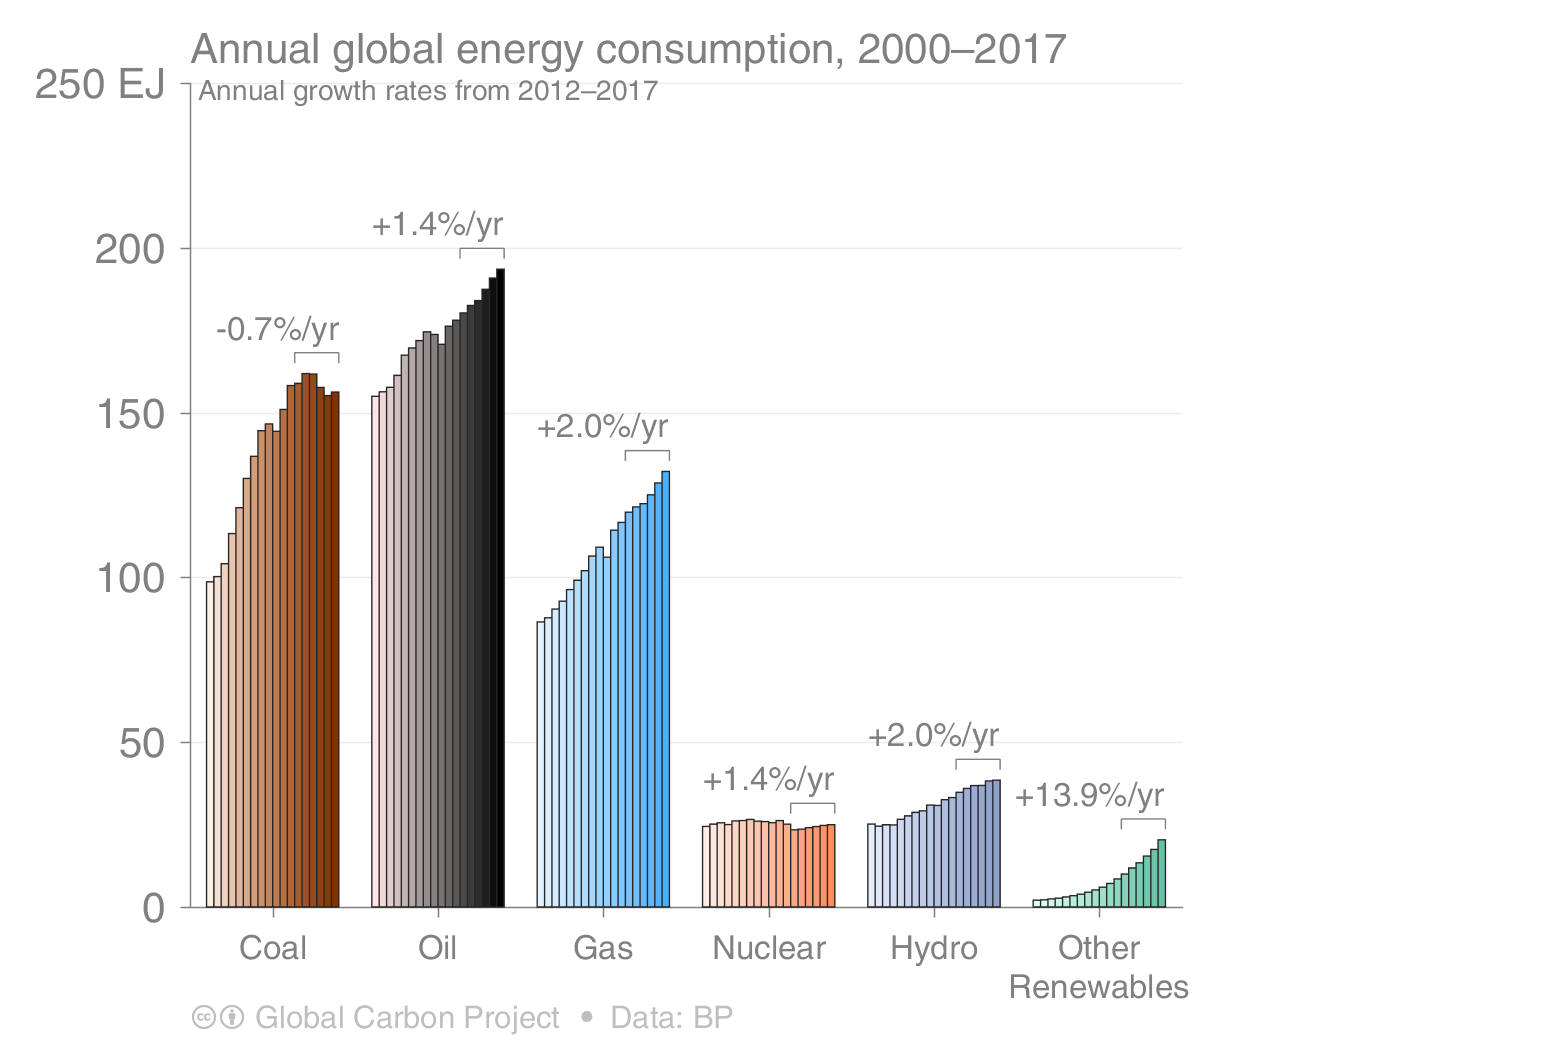 Annual global energy consumption, 2000–2017
250 EJ
Annual growth rates from 2012–2017
200
+1.4%/yr
-0.7%/yr
150
+2.0%/yr
100
50
+2.0%/yr
+1.4%/yr
+13.9%/yr
0
Coal
Oil
Gas
Nuclear
Hydro
Other
Renewables
cc Global Carbon Project • Data: BP